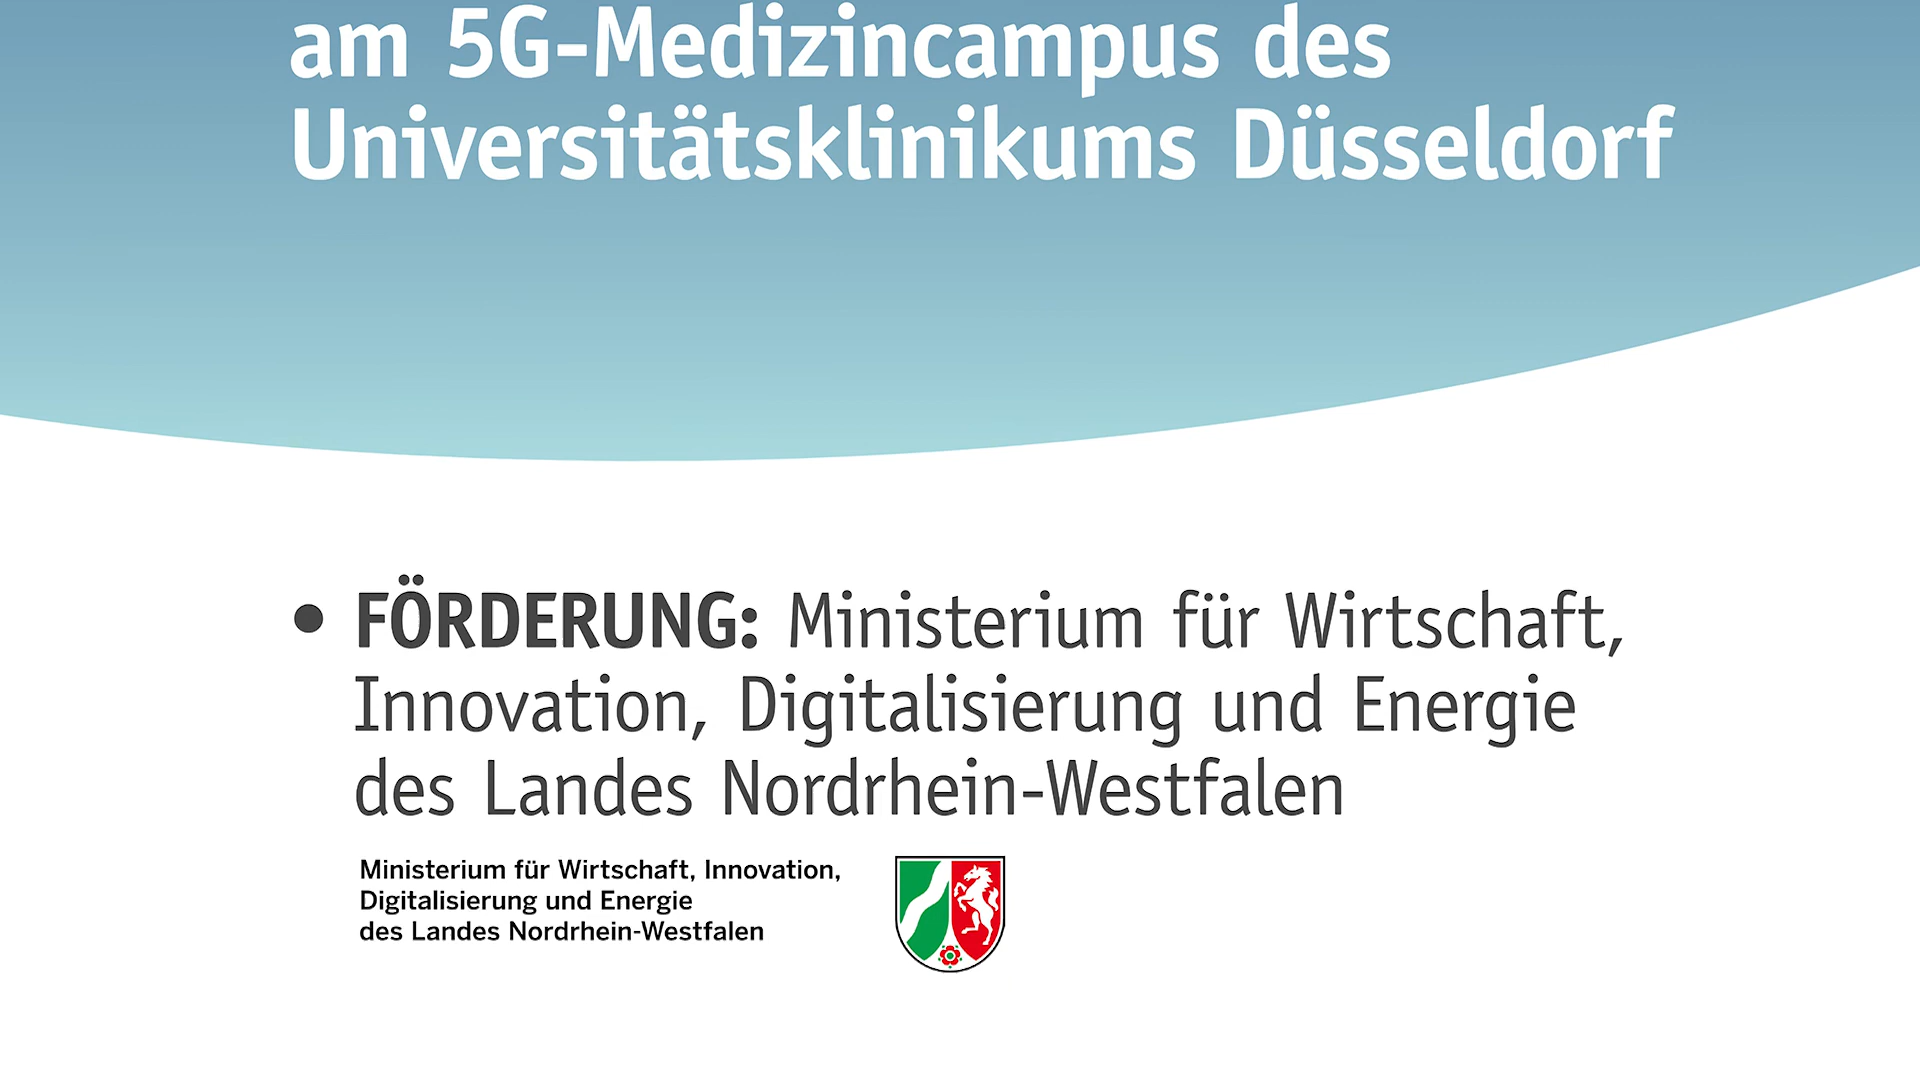 am 5G-Medizincampus des
Universitätsklinikums Düsseldorf
• FÖRDERUNG: Ministerium für Wirtschaft,
Innovation, Digitalisierung und Energie
des Landes Nordrhein-Westfalen
Ministerium für Wirtschaft, Innovation,
Digitalisierung und Energie
des Landes Nordrhein-Westfalen